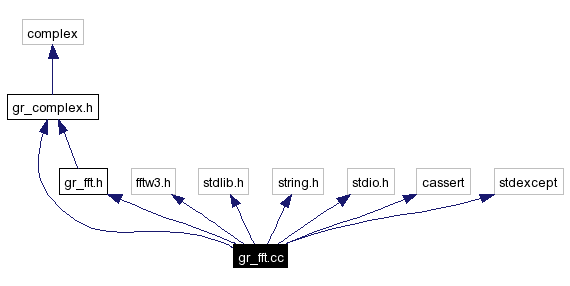 complex
gr_complex.h
gr_fft.h fftw3.h stdlib.h string.h stdio.h cassert stdexcept
gr_fft.cc